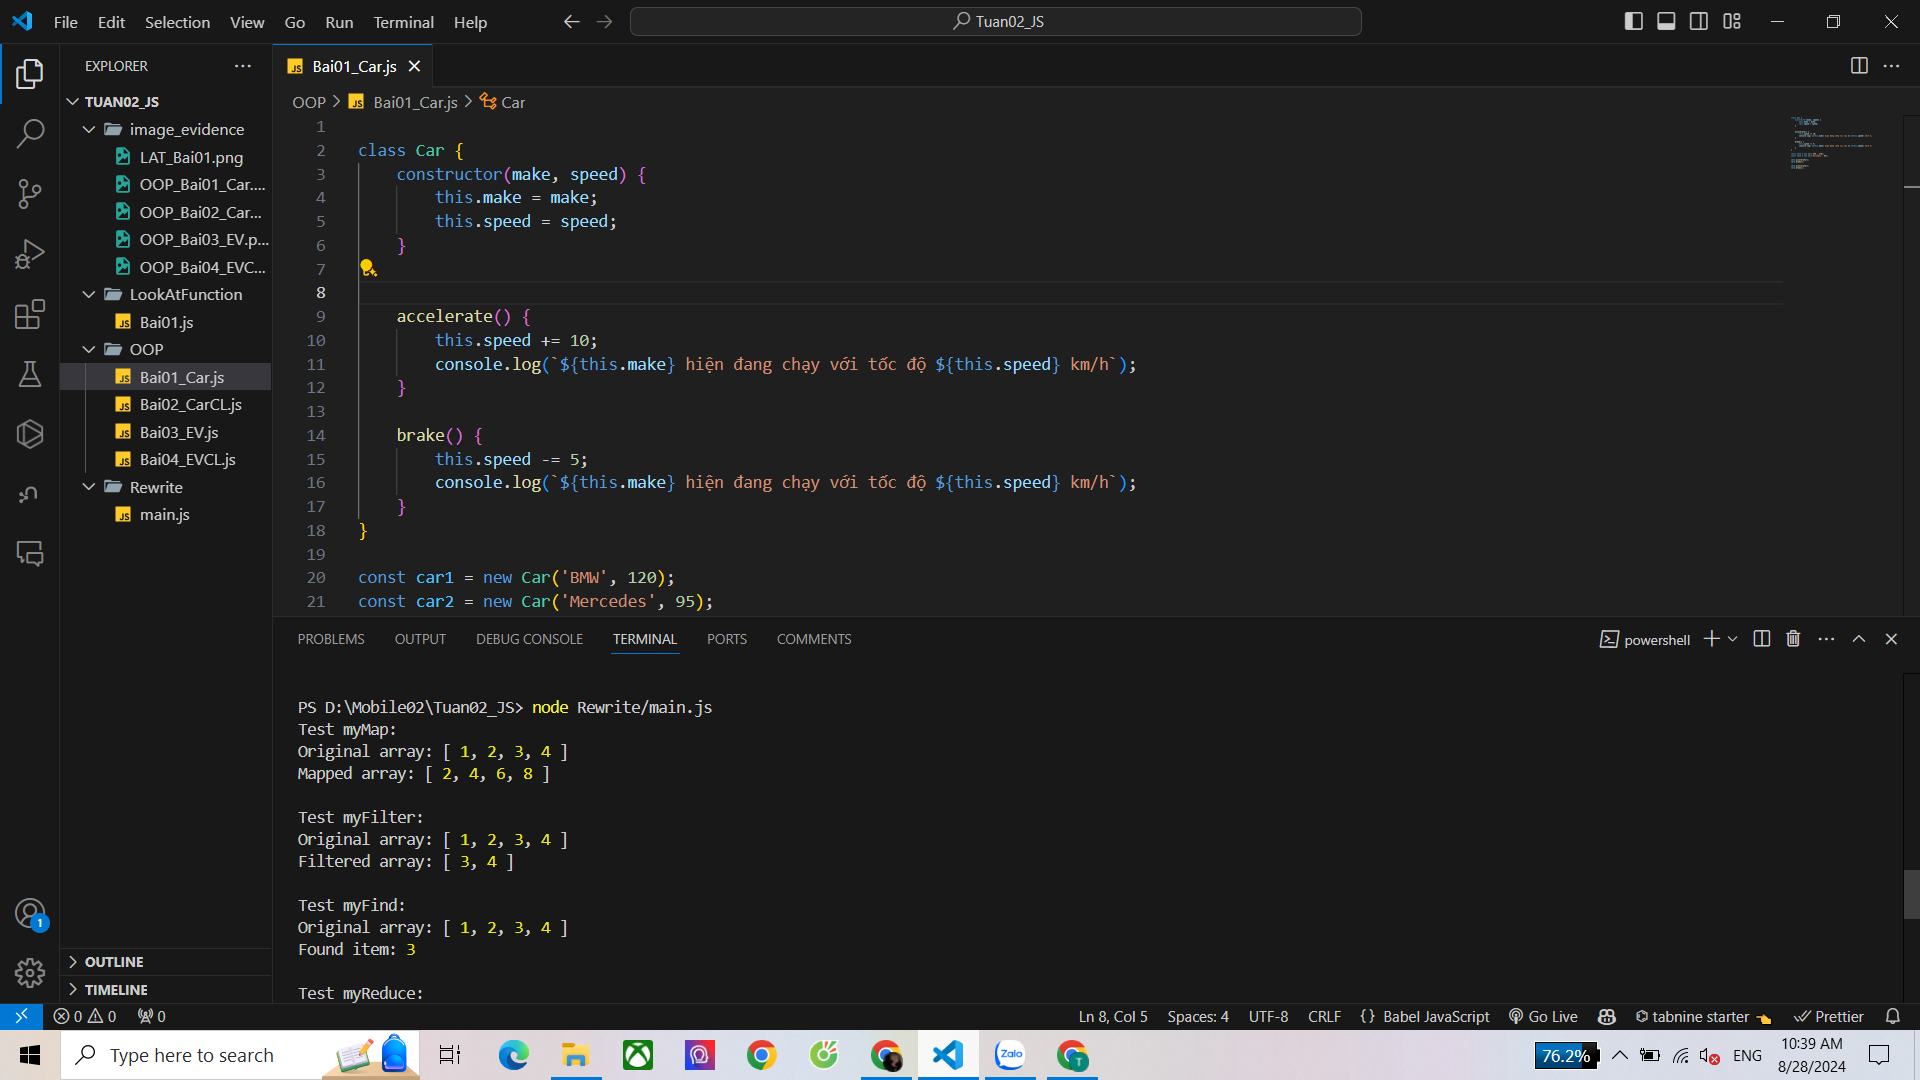 File Edit Selection View Go Run Terminal Help
Tuan02_JS
EXPLORER
TUAN02_JS
image_evidence
LAT_Bai01.png
OOP_Bai01_Car....
OOP_Bai02_Car...
OOP_Bai03_EV.p...
OOP_Bai04_EVC...
LookAtFunction
JS Bai01.js
OOP
JS Bai01_Car.js
JS Bai02_CarCL.js
JS Bai03_EV.js
JS Bai04_EVCL.js
Rewrite
JS main.js
OUTLINE
TIMELINE
JS Bai01_Car.js
OOP > JS Bai01_Car.js > Car
1
2 class Car {
3 constructor(make, speed) {
4 this.make = make;
5 this.speed = speed;
6 }
7
8
9 accelerate() {
10 this.speed += 10;
11 console.log(`${this.make} hiện đang chạy với tốc độ ${this.speed} km/h`);
12 }
13
14 brake() {
15 this.speed -= 5;
16 console.log(`${this.make} hiện đang chạy với tốc độ ${this.speed} km/h`);
17 }
18 }
19
20 const car1 = new Car('BMW', 120);
21 const car2 = new Car('Mercedes', 95);
PROBLEMS OUTPUT DEBUG CONSOLE TERMINAL PORTS COMMENTS
powershell
PS D:\Mobile02\Tuan02_JS> node Rewrite/main.js
Test myMap:
Original array: [ 1, 2, 3, 4 ]
Mapped array: [ 2, 4, 6, 8 ]
Test myFilter:
Original array: [ 1, 2, 3, 4 ]
Filtered array: [ 3, 4 ]
Test myFind:
Original array: [ 1, 2, 3, 4 ]
Found item: 3
Test myReduce:
1
0 0 0 Ln 8, Col 5 Spaces: 4 UTF-8 CRLF {} Babel JavaScript Go Live tabnine starter Prettier
Type here to search
Zalo
T
76.2%
ENG
10:39 AM
8/28/2024